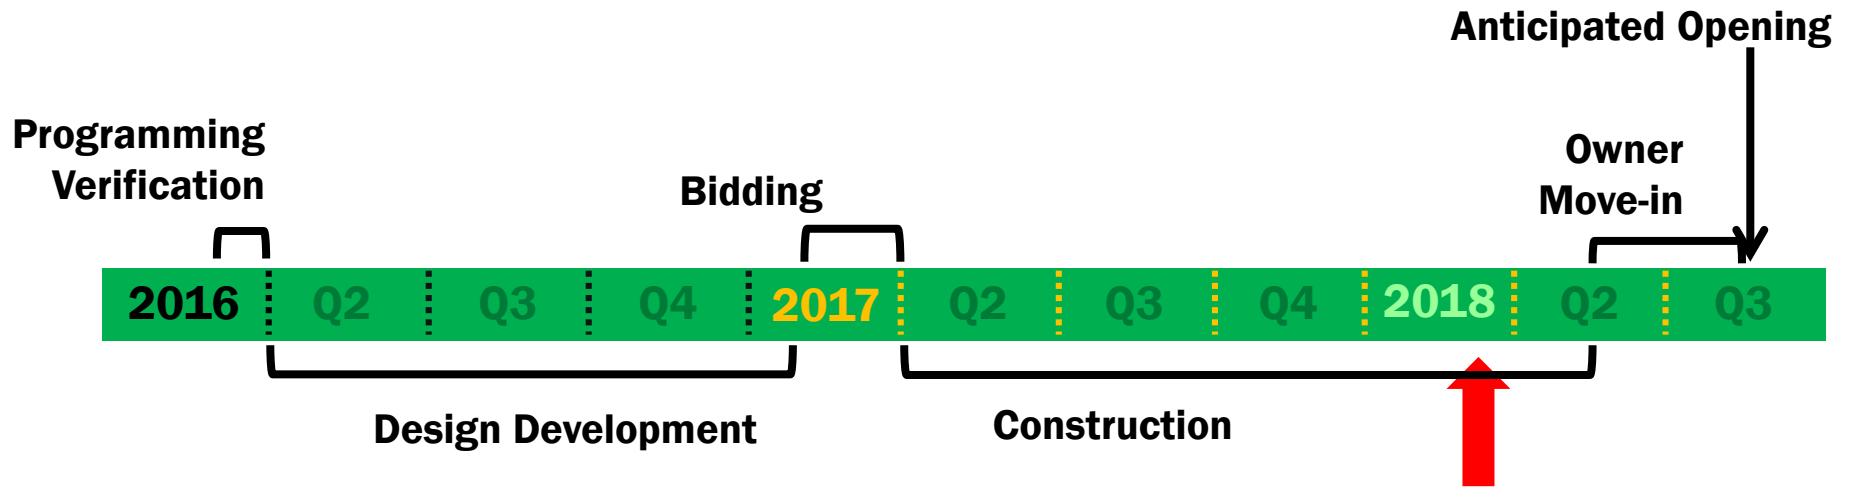 Anticipated Opening
Programming
Verification
Bidding
Owner
Move-in
2016 Q2 Q3 Q4 2017 Q2 Q3 Q4 2018 Q2 Q3
Design Development
Construction